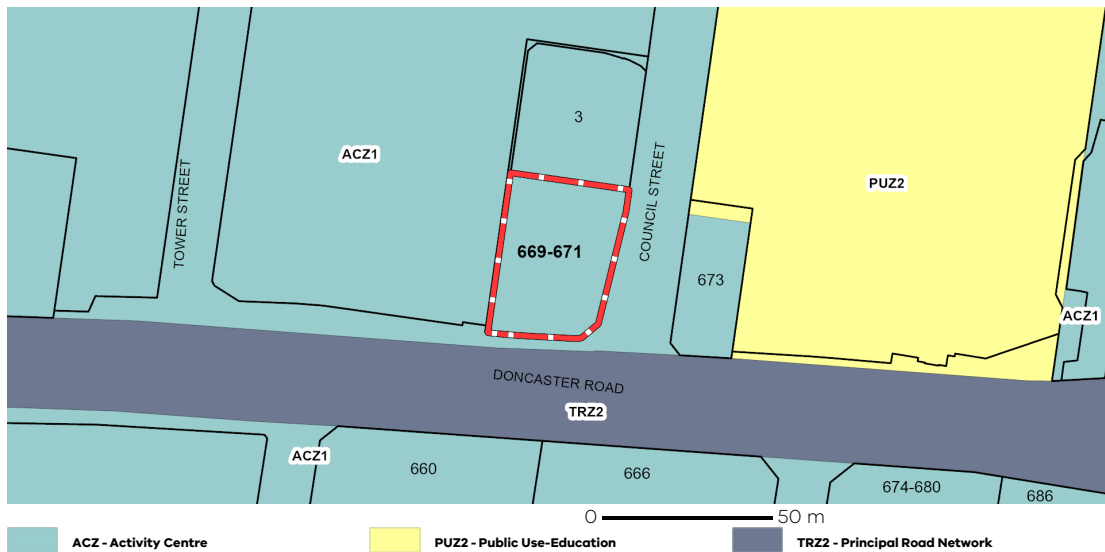 3
ACZ1
TOWER STREET
COUNCIL STREET
PUZ2
669-671
673
ACZ1
DONCASTER ROAD
TRZ2
ACZ1
660
666
674-680
686
0 50 m
ACZ - Activity Centre
PUZ2 - Public Use-Education
TRZ2 - Principal Road Network